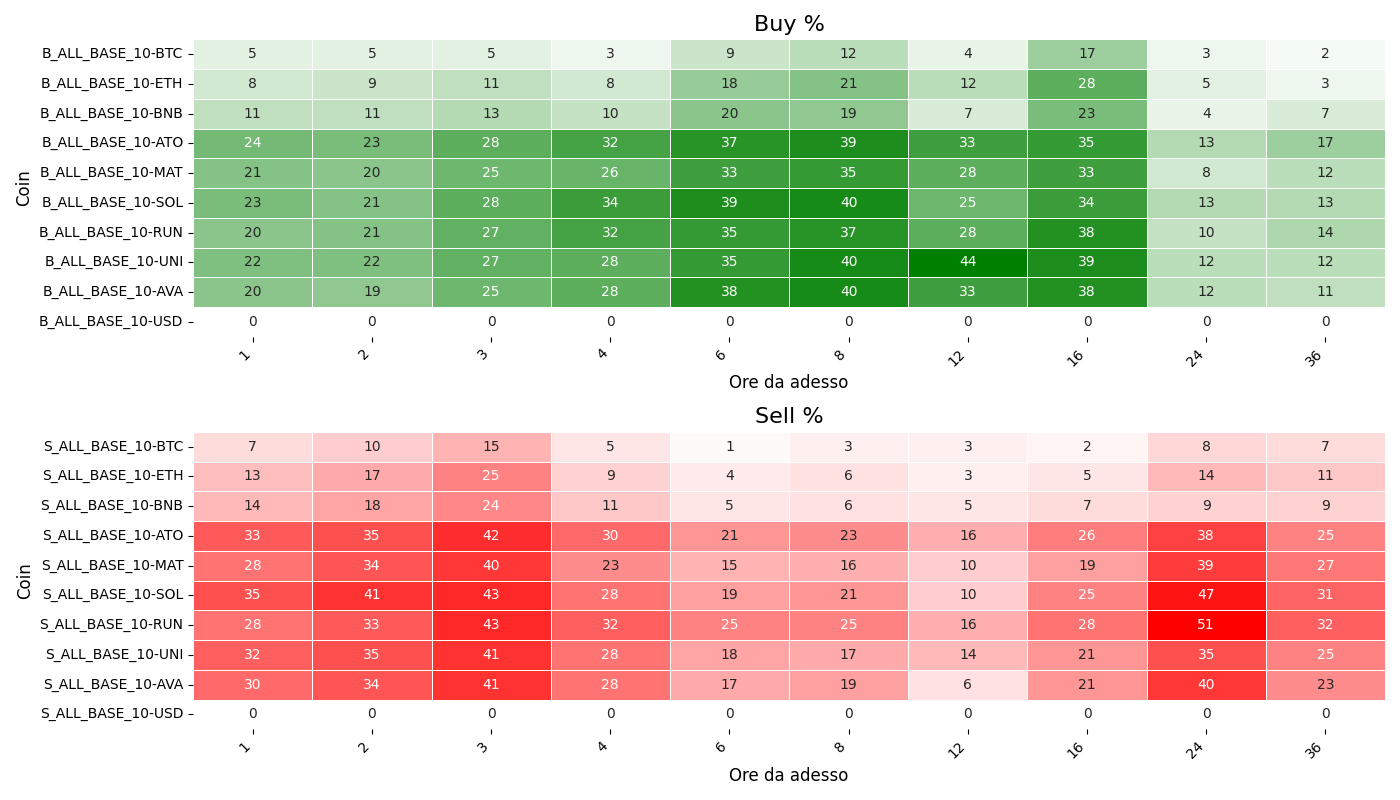 Buy %
Coin
B_ALL_BASE_10-BTC 5 5 5 3 9 12 4 17 3 2
B_ALL_BASE_10-ETH 8 9 11 8 18 21 12 28 5 3
B_ALL_BASE_10-BNB 11 11 13 10 20 19 7 23 4 7
B_ALL_BASE_10-ATO 24 23 28 32 37 39 33 35 13 17
B_ALL_BASE_10-MAT 21 20 25 26 33 35 28 33 8 12
B_ALL_BASE_10-SOL 23 21 28 34 39 40 25 34 13 13
B_ALL_BASE_10-RUN 20 21 27 32 35 37 28 38 10 14
B_ALL_BASE_10-UNI 22 22 27 28 35 40 44 39 12 12
B_ALL_BASE_10-AVA 20 19 25 28 38 40 33 38 12 11
B_ALL_BASE_10-USD 0 0 0 0 0 0 0 0 0 0
1 2 3 4 6 8 12 16 24 36
Ore da adesso
Sell %
Coin
S_ALL_BASE_10-BTC 7 10 15 5 1 3 3 2 8 7
S_ALL_BASE_10-ETH 13 17 25 9 4 6 3 5 14 11
S_ALL_BASE_10-BNB 14 18 24 11 5 6 5 7 9 9
S_ALL_BASE_10-ATO 33 35 42 30 21 23 16 26 38 25
S_ALL_BASE_10-MAT 28 34 40 23 15 16 10 19 39 27
S_ALL_BASE_10-SOL 35 41 43 28 19 21 10 25 47 31
S_ALL_BASE_10-RUN 28 33 43 32 25 25 16 28 51 32
S_ALL_BASE_10-UNI 32 35 41 28 18 17 14 21 35 25
S_ALL_BASE_10-AVA 30 34 41 28 17 19 6 21 40 23
S_ALL_BASE_10-USD 0 0 0 0 0 0 0 0 0 0
1 2 3 4 6 8 12 16 24 36
Ore da adesso